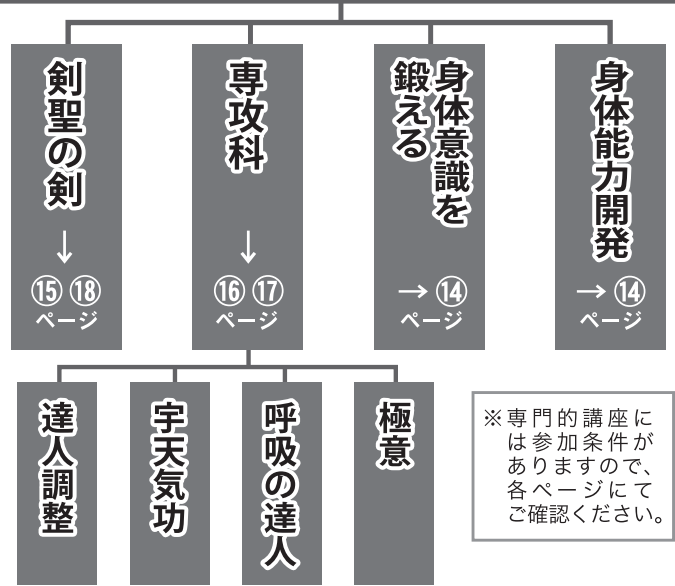 身体能力開発
→⑭
ページ
身体意識を
鍛える
→⑭
ページ
専攻科
↓
⑯⑰
ページ
剣聖の剣
↓
⑮⑱
ページ
極意
呼吸の達人
宇天気功
達人調整
※専門的講座に
は参加条件が
ありますので、
各ページにて
ご確認ください。